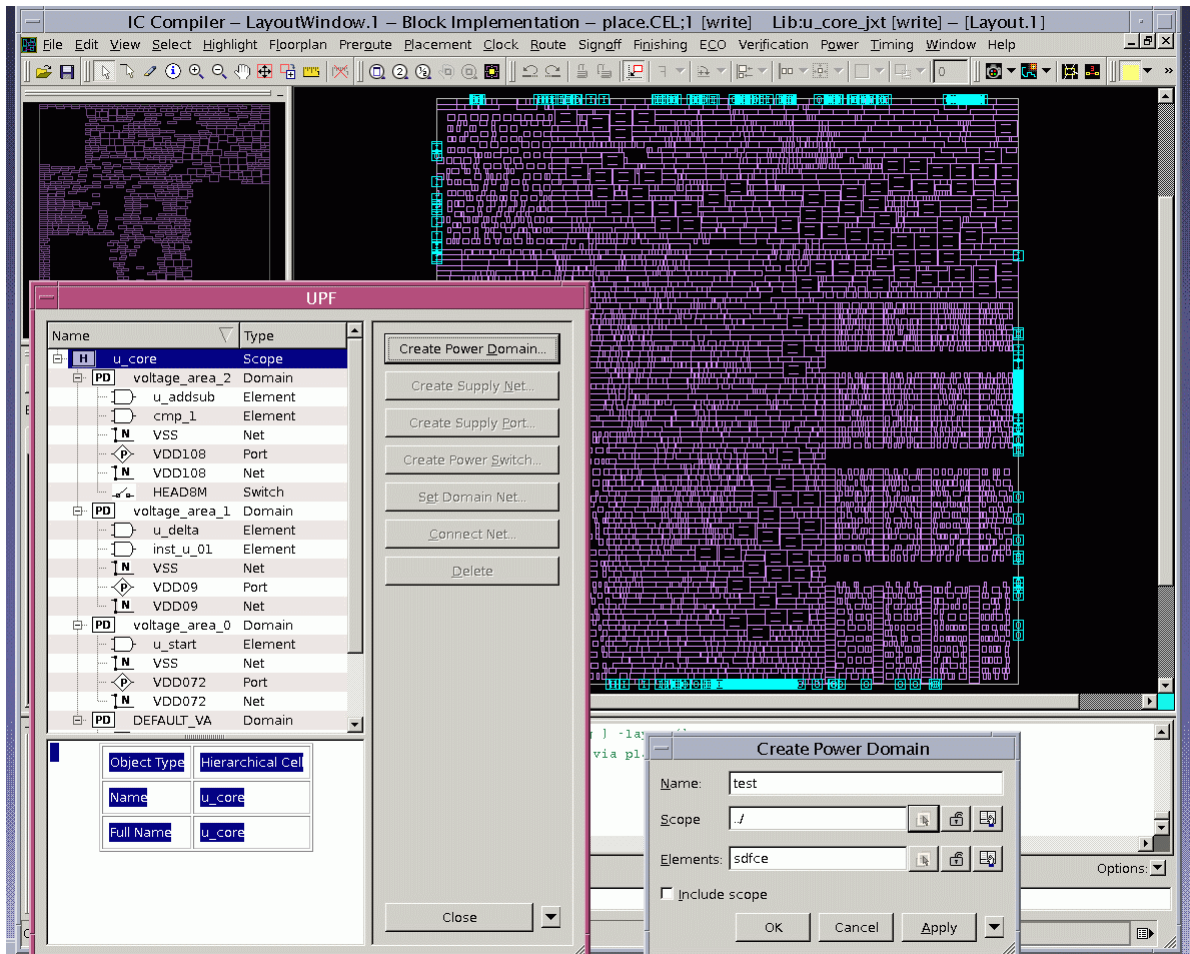 IC Compiler – LayoutWindow.1 – Block Implementation – place.CEL;1 [write] Lib:u_core_jxt [write] – [Layout.1]
File Edit View Select Highlight Floorplan Preroute Placement Clock Route Signoff Finishing ECO Verification Power Timing Window Help
0
UPF
Name Type
H u_core Scope
PD voltage_area_2 Domain
u_addsub Element
cmp_1 Element
N VSS Net
P VDD108 Port
N VDD108 Net
HEAD8M Switch
PD voltage_area_1 Domain
u_delta Element
inst_u_01 Element
N VSS Net
P VDD09 Port
N VDD09 Net
PD voltage_area_0 Domain
u_start Element
N VSS Net
P VDD072 Port
N VDD072 Net
PD DEFAULT_VA Domain
Create Power Domain...
Create Supply Net...
Create Supply Port...
Create Power Switch...
Set Domain Net...
Connect Net...
Delete
Object Type Hierarchical Cell
Name u_core
Full Name u_core
Close
via
Create Power Domain
Name: test
Scope ../
Elements: sdfce
Include scope
OK Cancel Apply
Options: